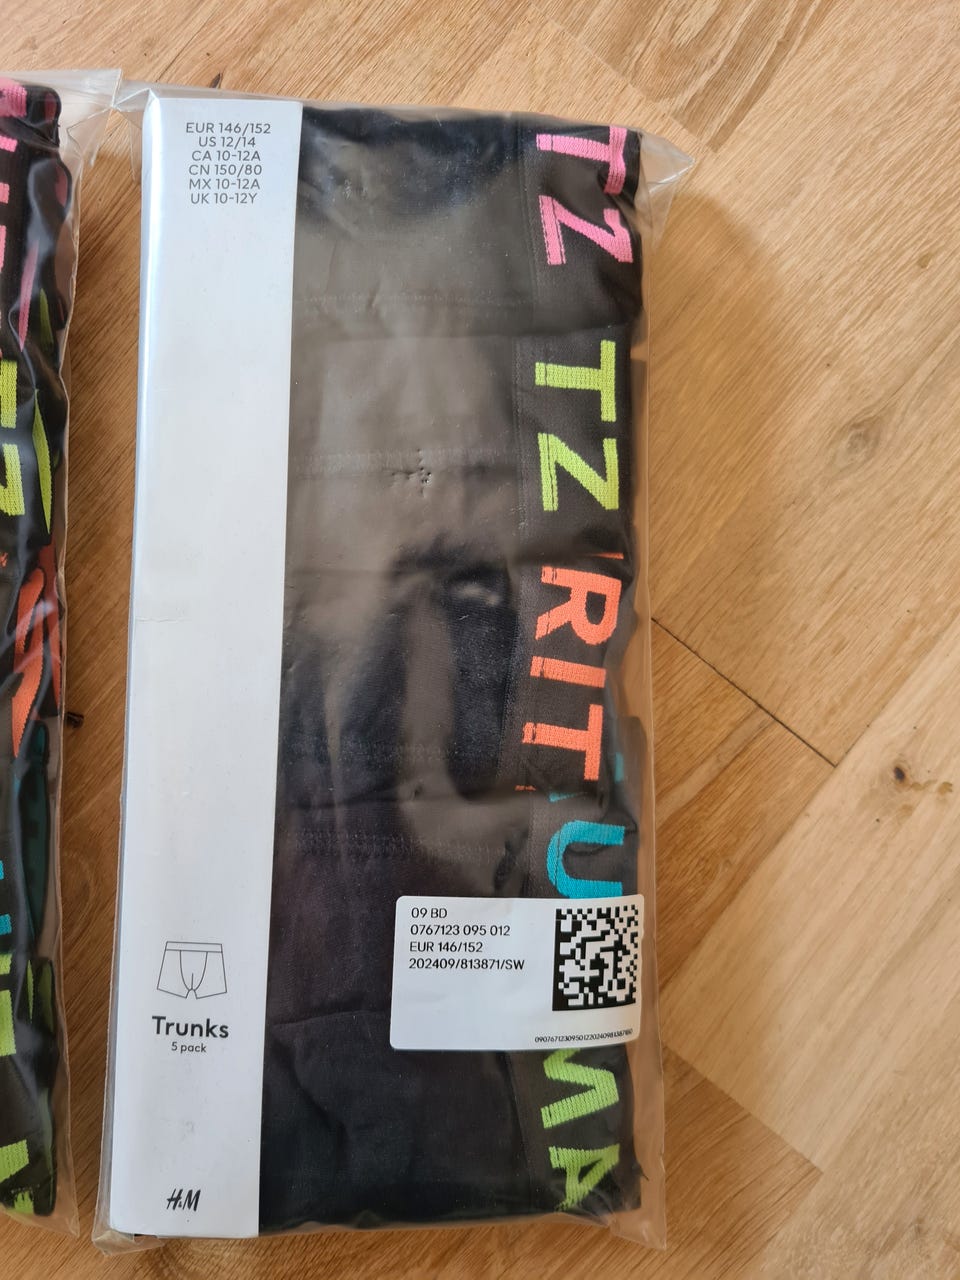 EUR 146/152
US 12/14
CA 10-12A
CN 150/80
MX 10-12A
UK 10-12Y
TZ
TZ
RIT
U
MA
09 BD
0767123 095 012
EUR 146/152
202409/813871/SW
Trunks
5 pack
H&M